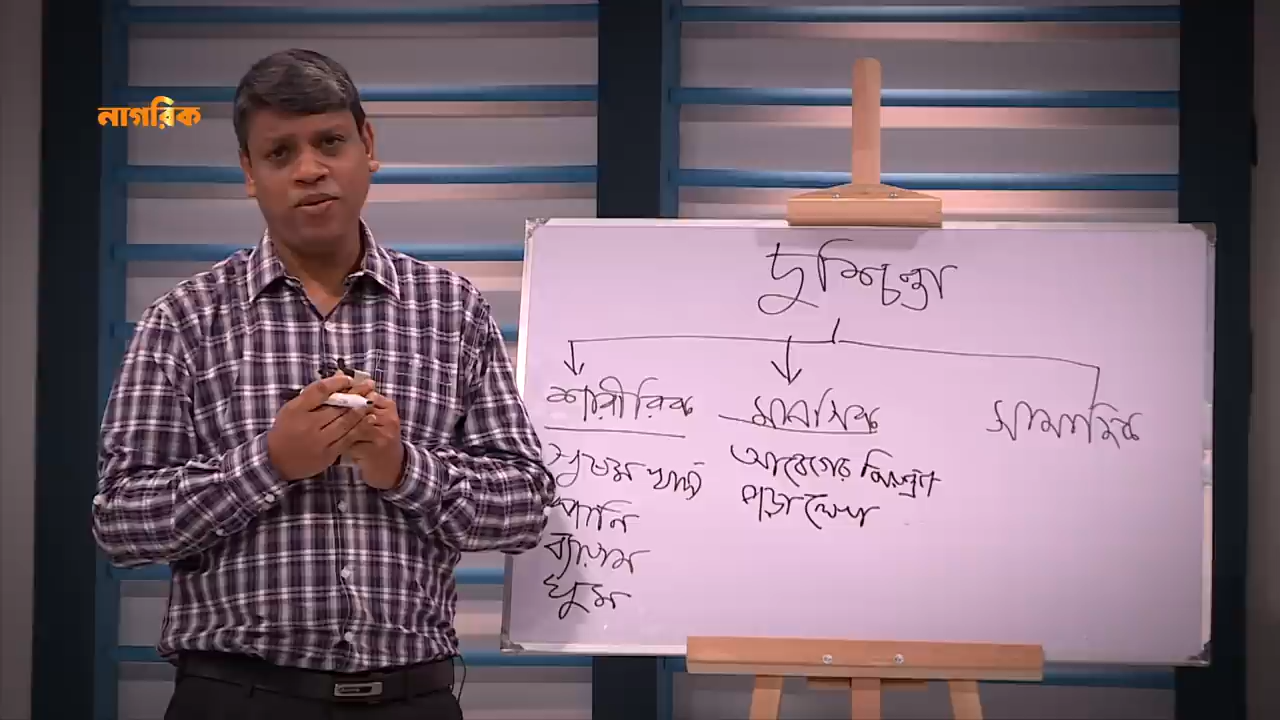 নাগরিক
দুশ্চিন্তা
শারীরিক
মানসিক
সামাজিক
সুষম খাদ্য
পানি
ব্যায়াম
ঘুম
আবেগের নিয়ন্ত্রণ
পড়ালেখা